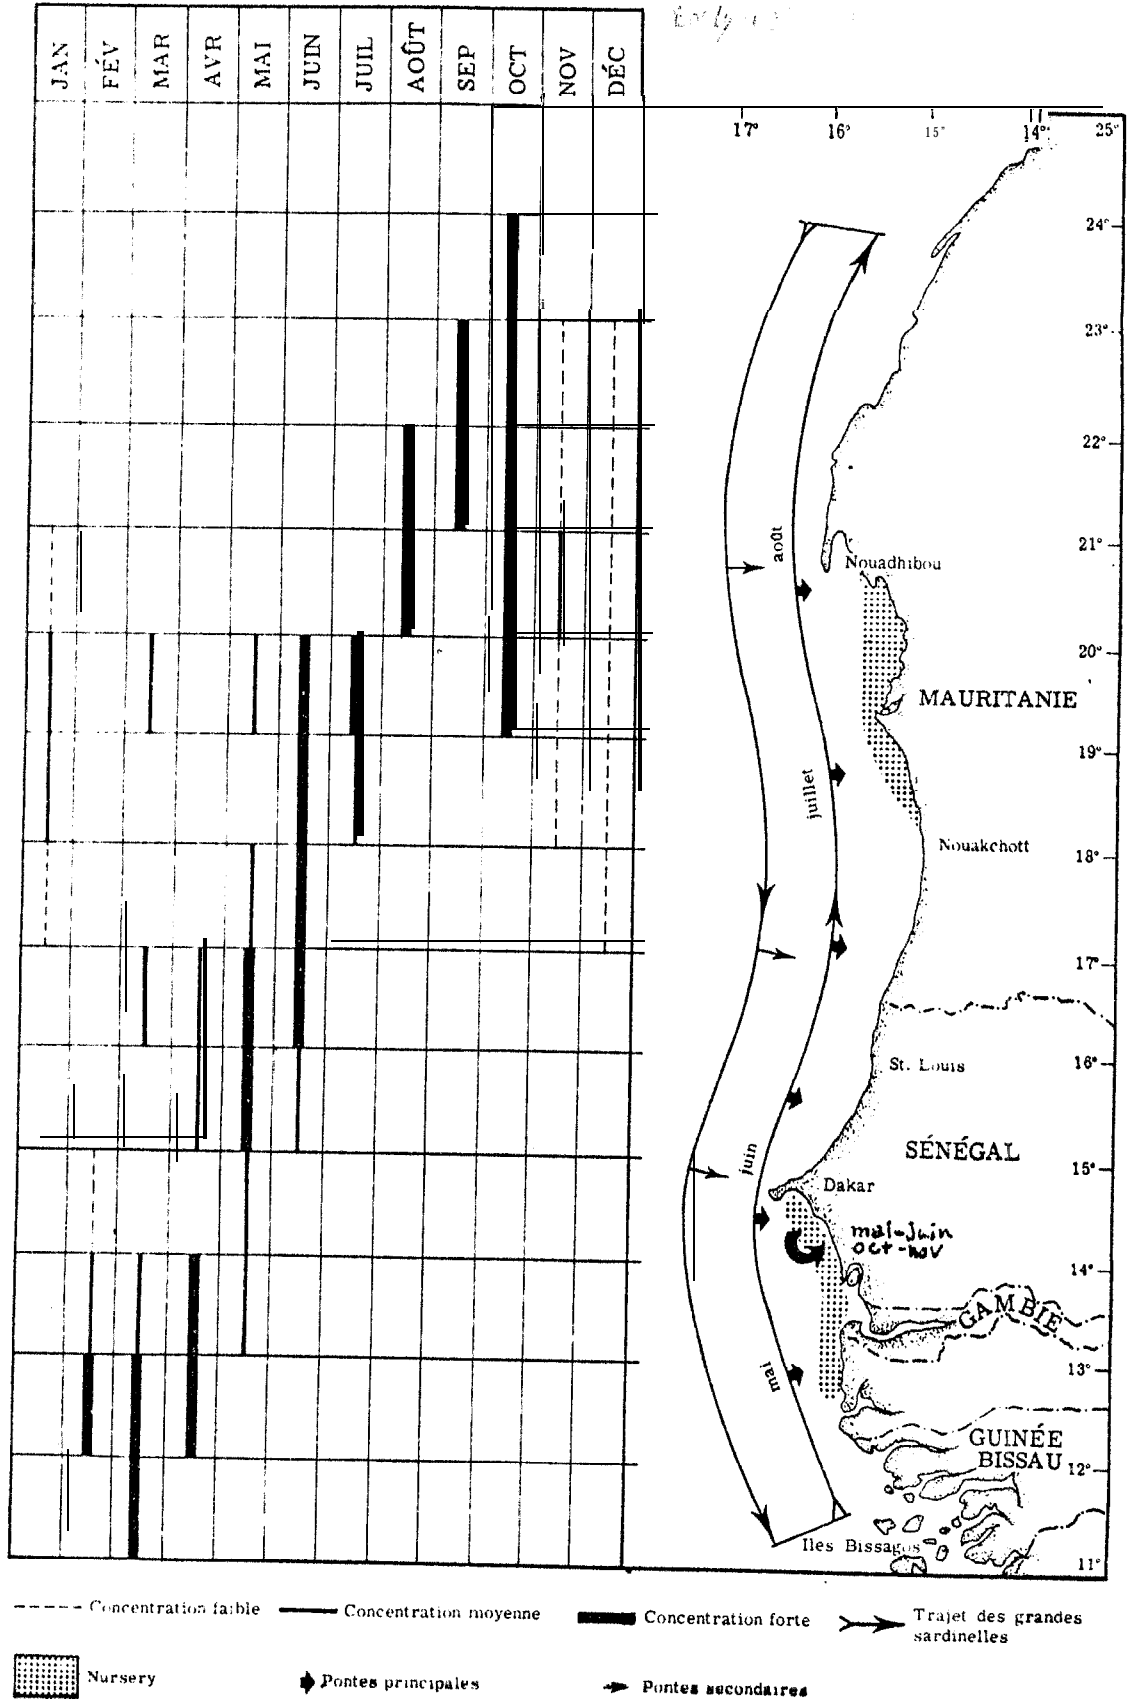 JAN FÉV MAR AVR MAI JUIN JUIL AOÛT SEP OCT NOV DÉC
17° 16° 15° 14° 25°
24°
23°
22°
21°
août
Nouadhibou
20°
MAURITANIE
19°
juillet
Nouakchott
18°
17°
16°
St. Louis
SÉNÉGAL
juin
15°
Dakar
mai-juin
oct-nov
14°
GAMBIE
13°
mai
GUINÉE
BISSAU
12°
Iles Bissagos
11°
Concentration faible Concentration moyenne Concentration forte Trajet des grandes
sardinelles
Nursery Pontes principales Pontes secondaires